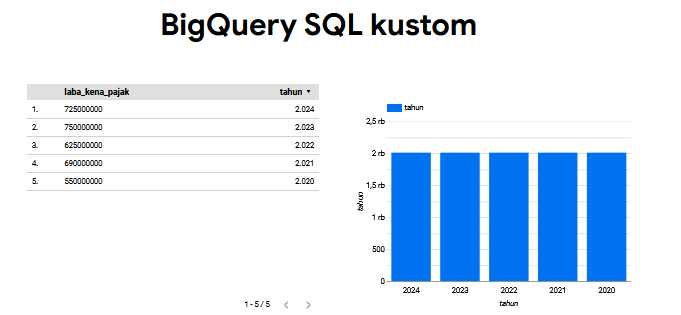 BigQuery SQL kustom
laba_kena_pajak tahun
1. 725000000 2.024
2. 750000000 2.023
3. 625000000 2.022
4. 690000000 2.021
5. 550000000 2.020
1 - 5 / 5
tahun
2,5 rb
2 rb
1,5 rb
1 rb
500
0
tahun
2024 2023 2022 2021 2020
tahun